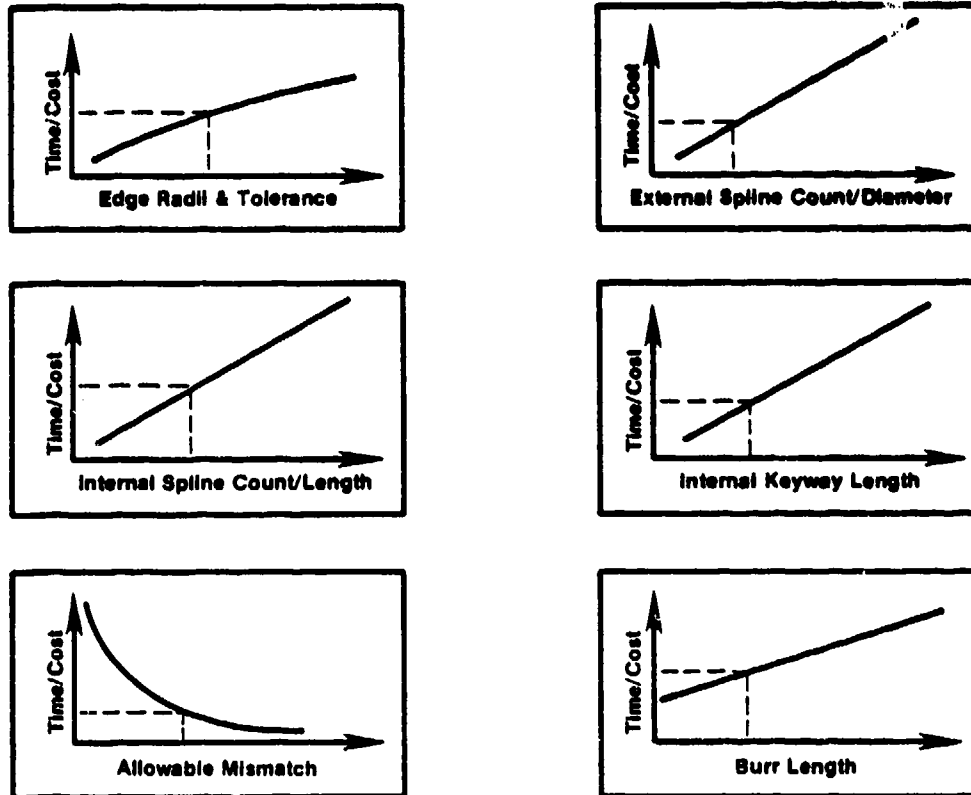 Time/Cost
Edge Radii & Tolerance
Time/Cost
External Spline Count/Diameter
Time/Cost
Internal Spline Count/Length
Time/Cost
Internal Keyway Length
Time/Cost
Allowable Mismatch
Time/Cost
Burr Length